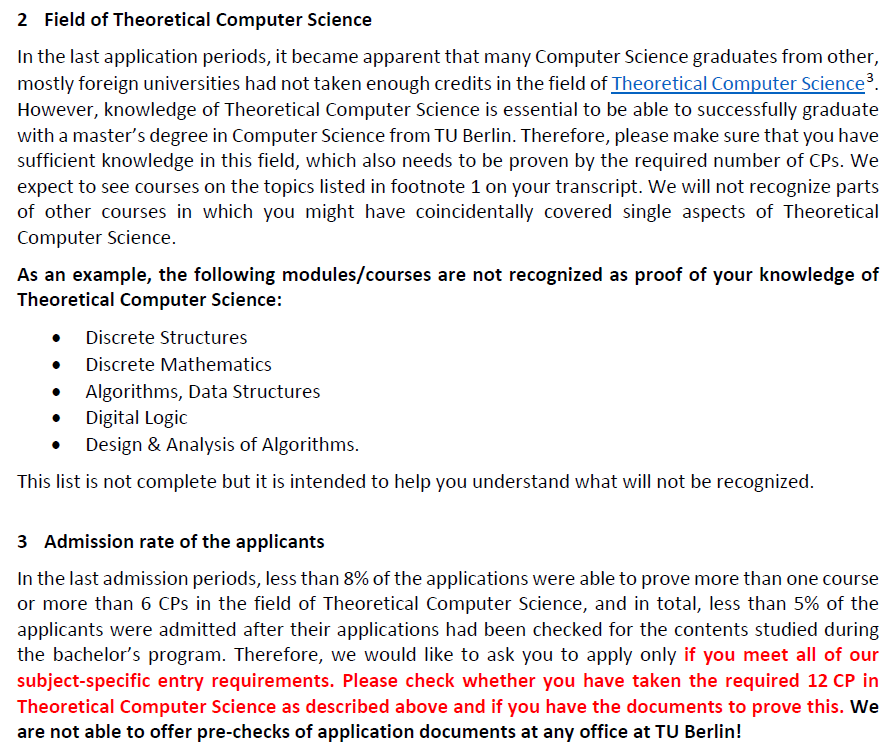 2 Field of Theoretical Computer Science
In the last application periods, it became apparent that many Computer Science graduates from other,
mostly foreign universities had not taken enough credits in the field of Theoretical Computer Science³.
However, knowledge of Theoretical Computer Science is essential to be able to successfully graduate
with a master's degree in Computer Science from TU Berlin. Therefore, please make sure that you have
sufficient knowledge in this field, which also needs to be proven by the required number of CPs. We
expect to see courses on the topics listed in footnote 1 on your transcript. We will not recognize parts
of other courses in which you might have coincidentally covered single aspects of Theoretical
Computer Science.
As an example, the following modules/courses are not recognized as proof of your knowledge of
Theoretical Computer Science:
• Discrete Structures
• Discrete Mathematics
• Algorithms, Data Structures
• Digital Logic
• Design & Analysis of Algorithms.
This list is not complete but it is intended to help you understand what will not be recognized.
3 Admission rate of the applicants
In the last admission periods, less than 8% of the applications were able to prove more than one course
or more than 6 CPs in the field of Theoretical Computer Science, and in total, less than 5% of the
applicants were admitted after their applications had been checked for the contents studied during
the bachelor's program. Therefore, we would like to ask you to apply only if you meet all of our
subject-specific entry requirements. Please check whether you have taken the required 12 CP in
Theoretical Computer Science as described above and if you have the documents to prove this. We
are not able to offer pre-checks of application documents at any office at TU Berlin!